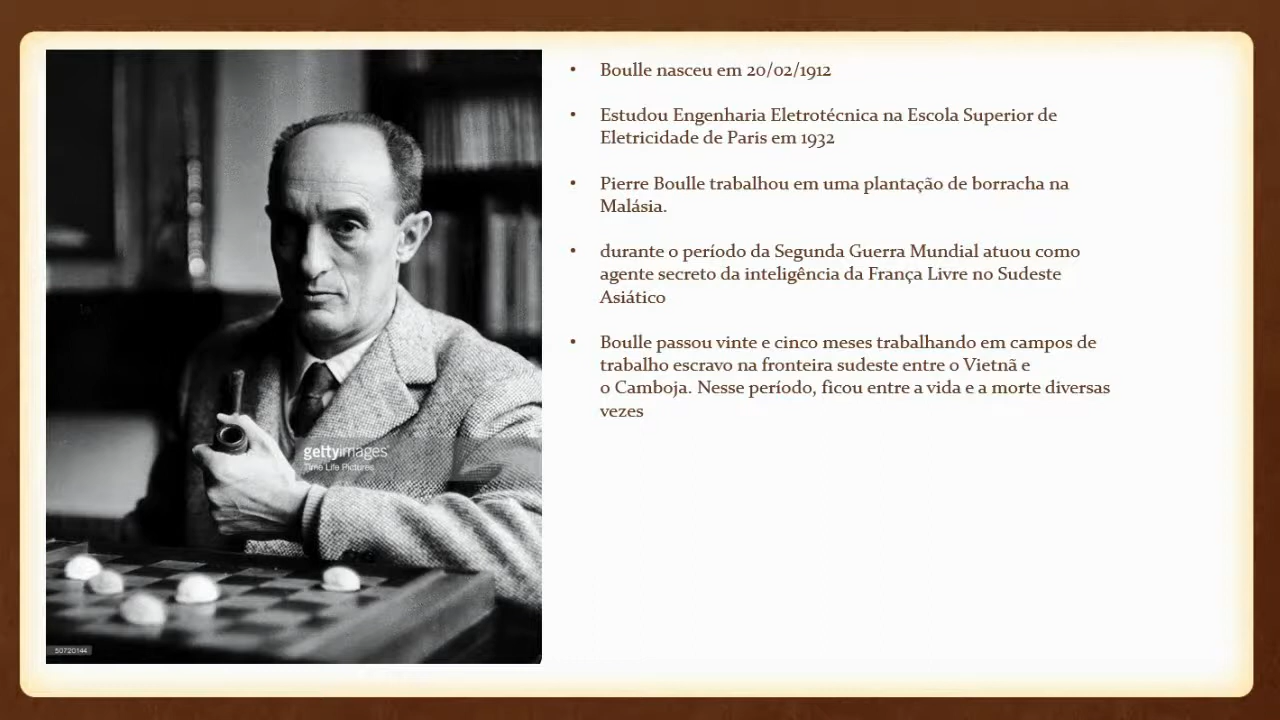 • Boulle nasceu em 20/02/1912
• Estudou Engenharia Eletrotécnica na Escola Superior de
Eletricidade de Paris em 1932
• Pierre Boulle trabalhou em uma plantação de borracha na
Malásia.
• durante o período da Segunda Guerra Mundial atuou como
agente secreto da inteligência da França Livre no Sudeste
Asiático
• Boulle passou vinte e cinco meses trabalhando em campos de
trabalho escravo na fronteira sudeste entre o Vietnã e
o Camboja. Nesse período, ficou entre a vida e a morte diversas
vezes
gettyimages
Time Life Pictures
50720144